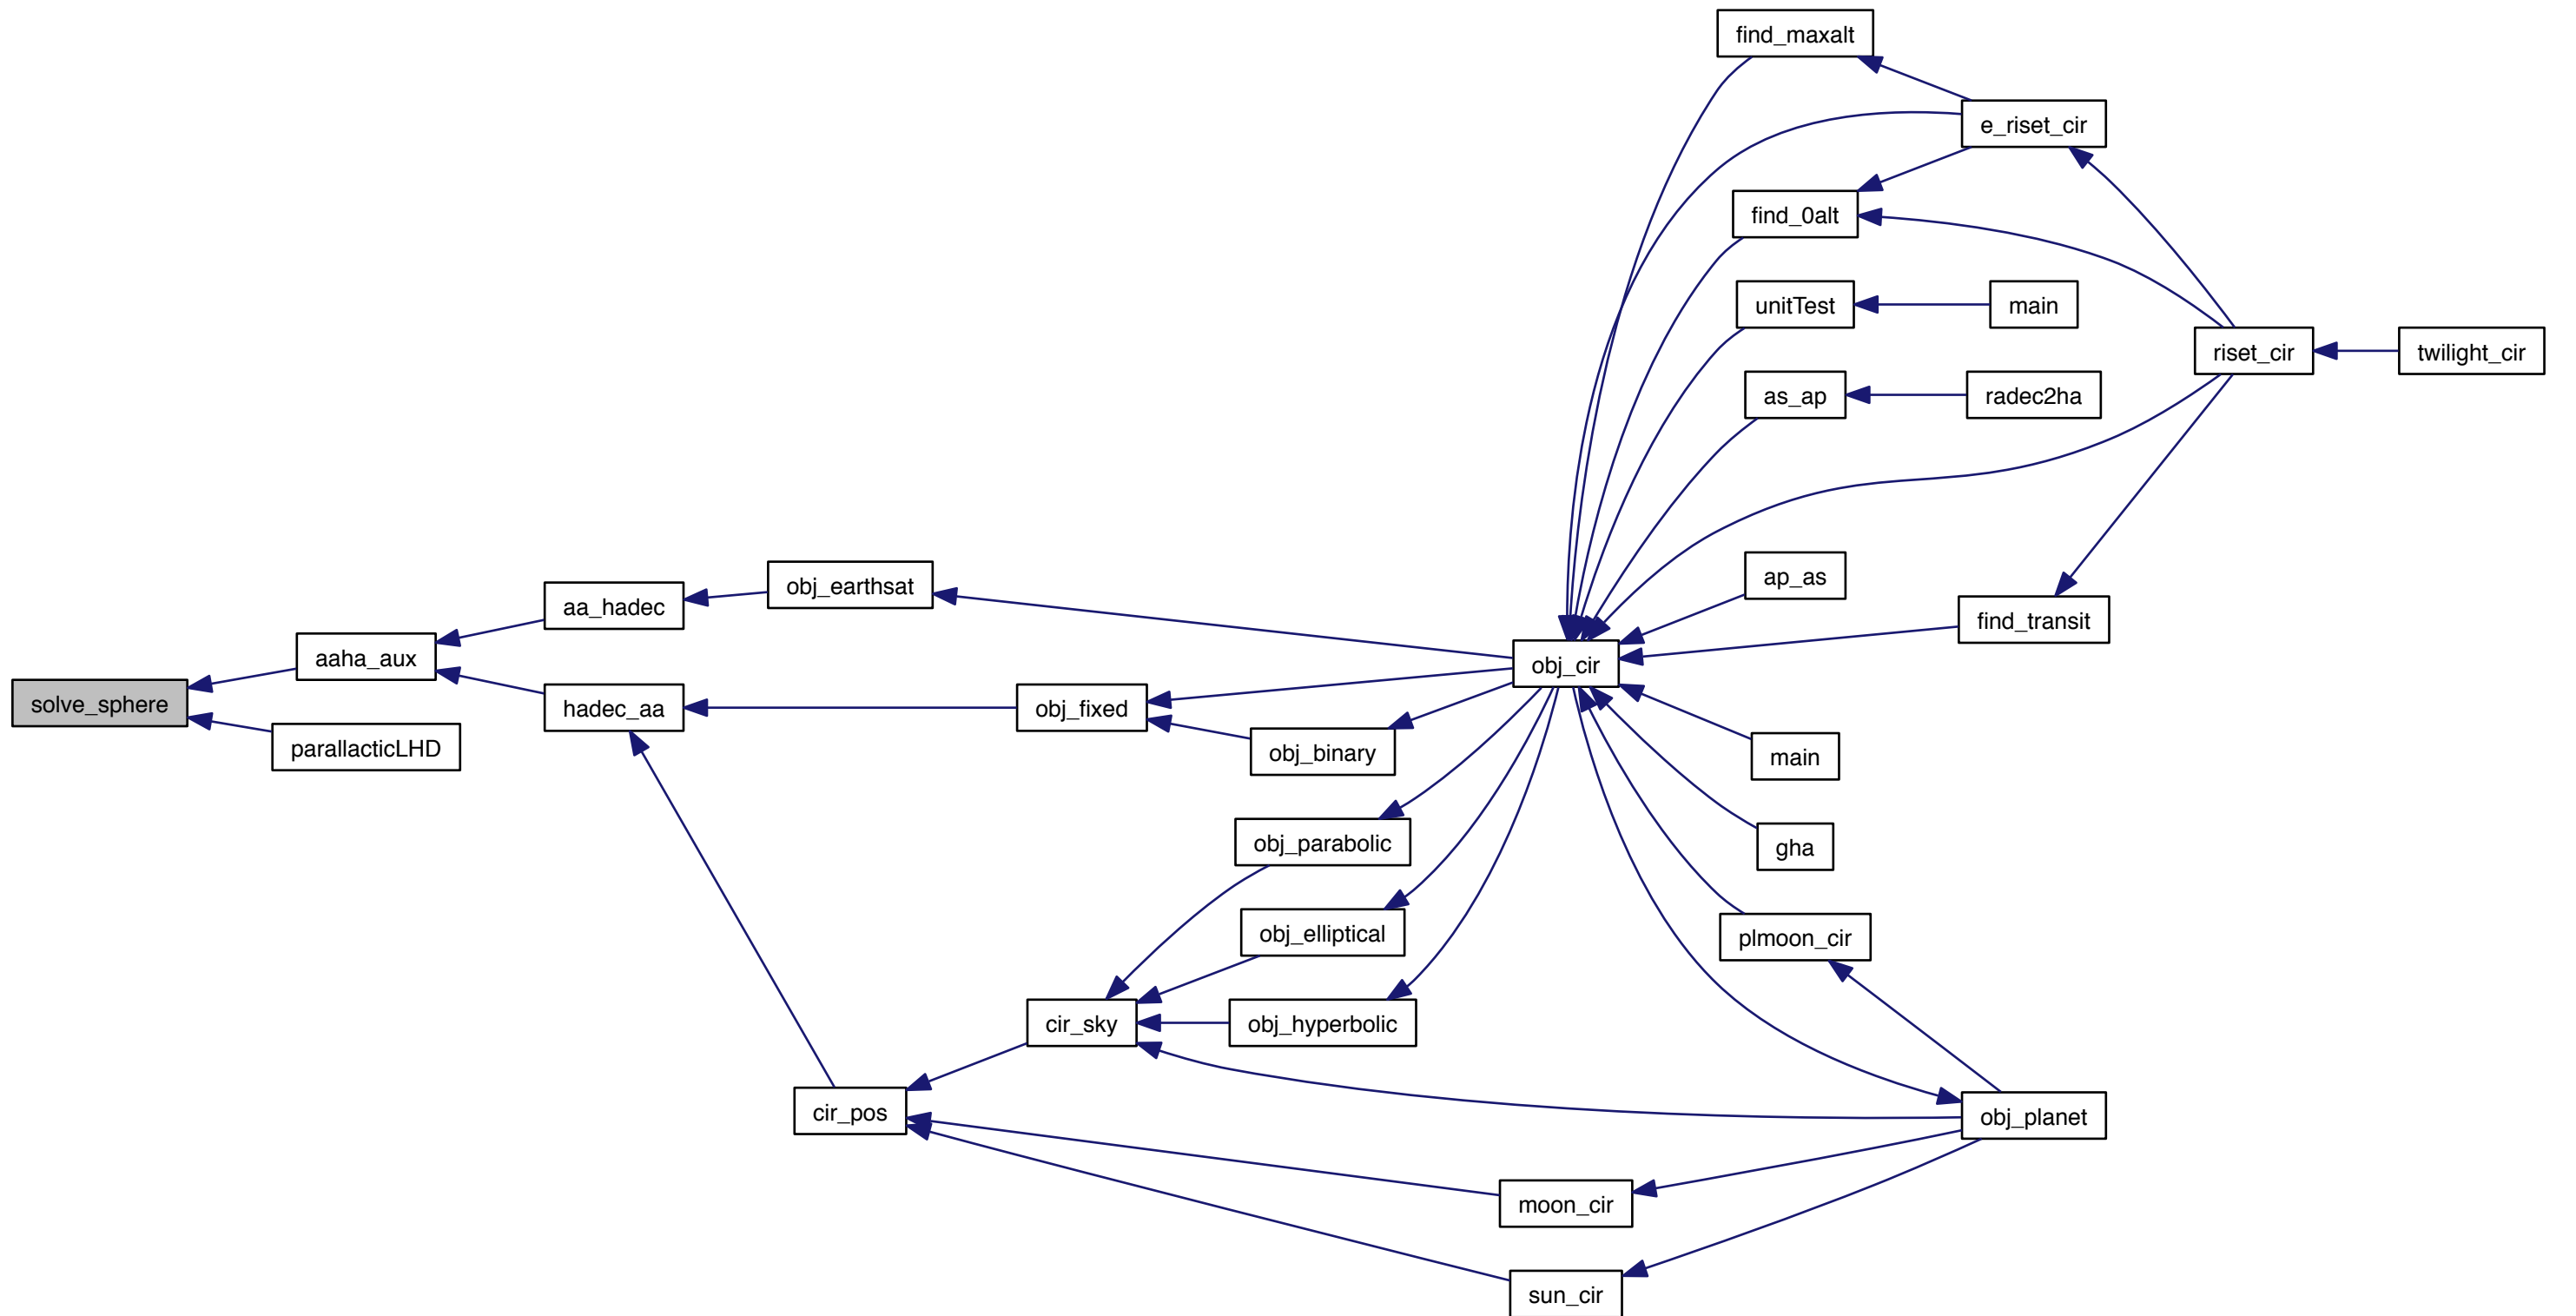 find_maxalt
e_riset_cir
find_0alt
unitTest
main
riset_cir
twilight_cir
as_ap
radec2ha
ap_as
obj_earthsat
aa_hadec
find_transit
aaha_aux
obj_cir
solve_sphere
hadec_aa
obj_fixed
parallacticLHD
obj_binary
main
obj_parabolic
gha
obj_elliptical
plmoon_cir
cir_sky
obj_hyperbolic
cir_pos
obj_planet
moon_cir
sun_cir